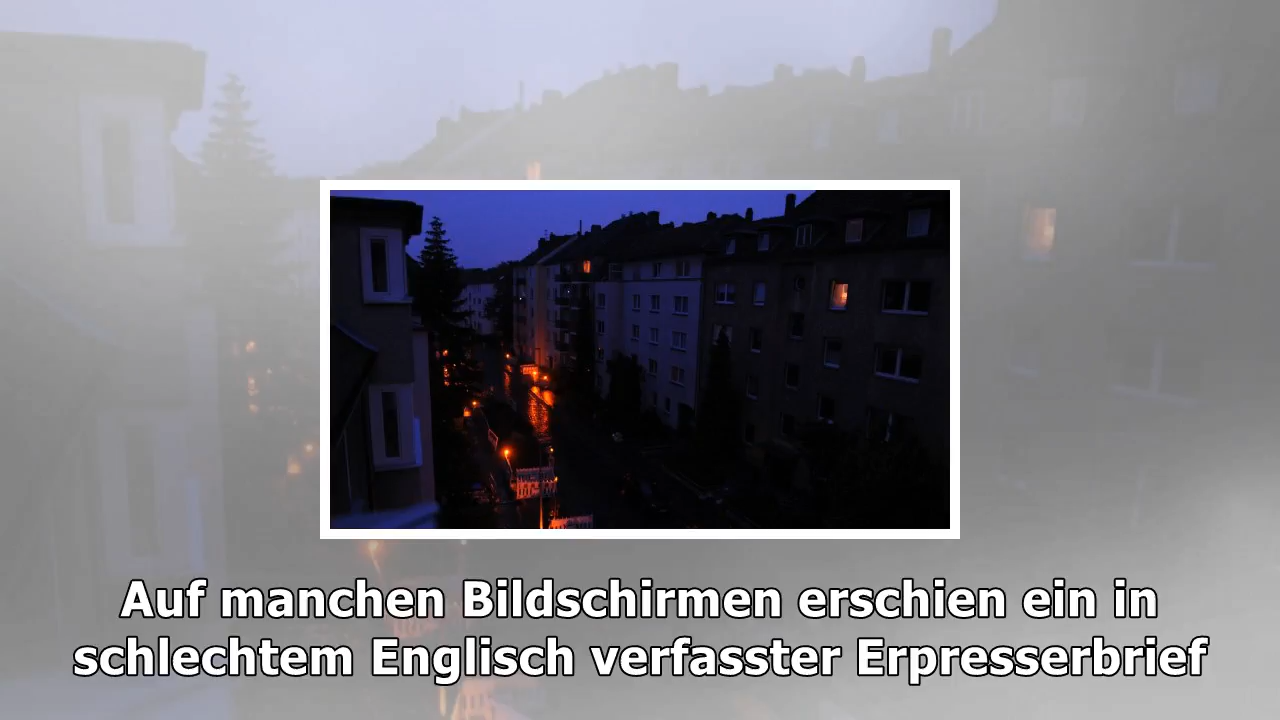 Auf manchen Bildschirmen erschien ein in
schlechtem Englisch verfasster Erpresserbrief